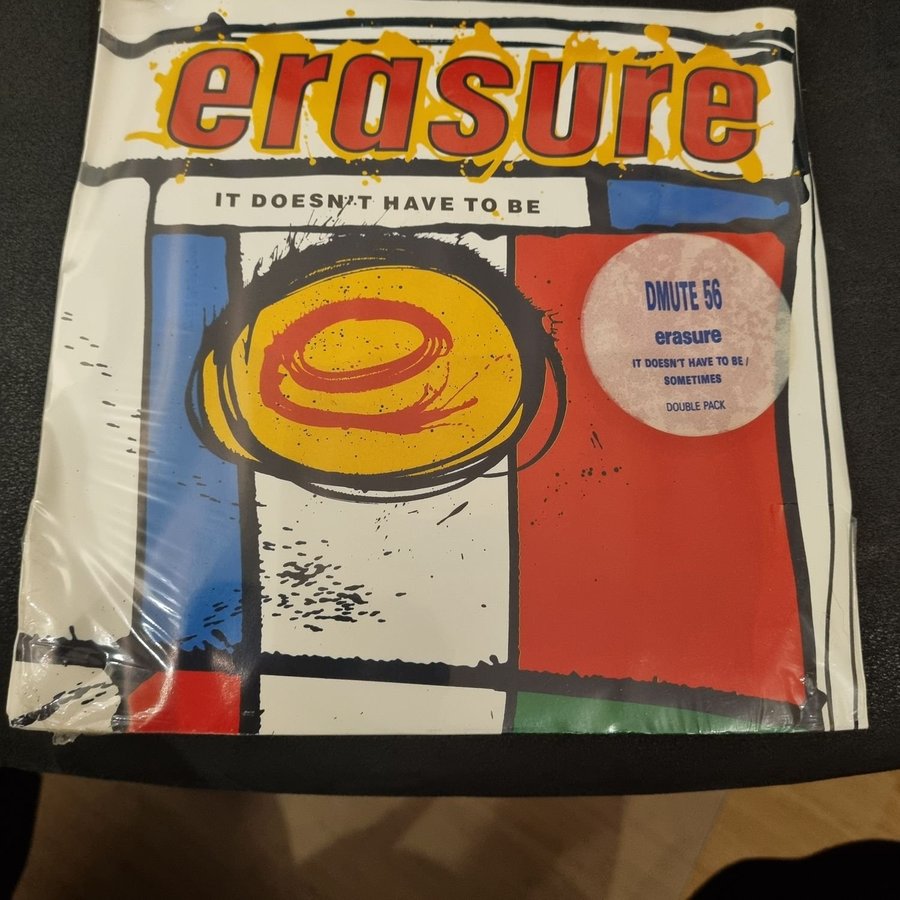 erasure
IT DOESN'T HAVE TO BE
DMUTE 56
erasure
IT DOESN'T HAVE TO BE /
SOMETIMES
DOUBLE PACK
e